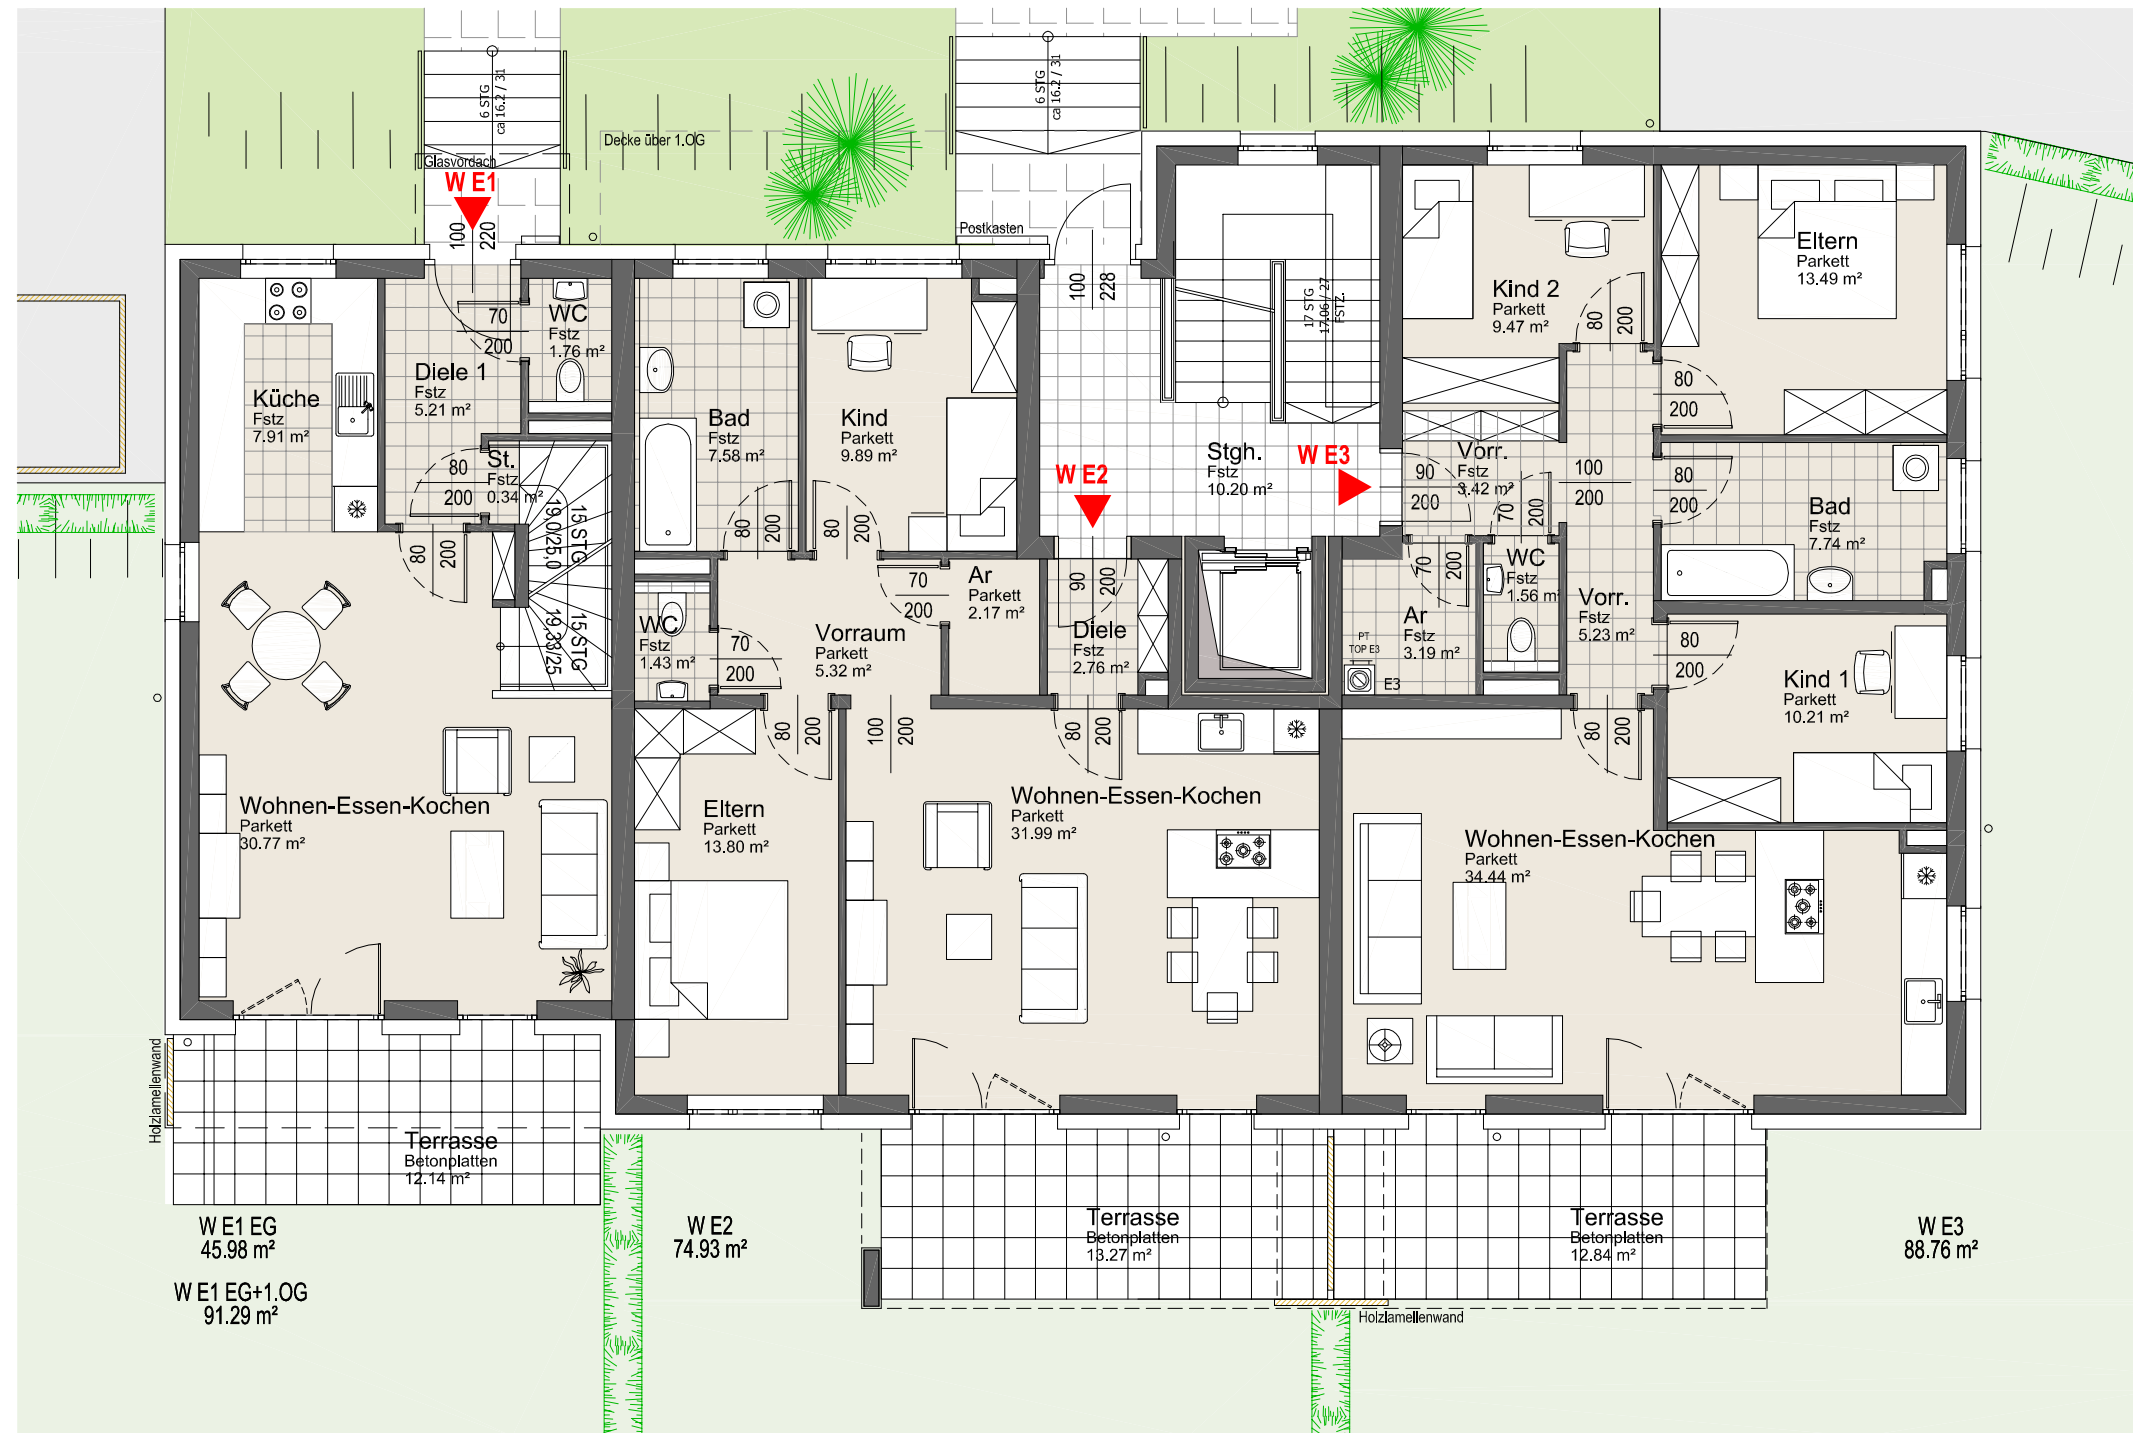 6 STG
ca 16.2 / 31
6 STG
ca 16.2 / 31
Decke über 1.OG
Glasvordach
W E1
100
220
Postkasten
100
228
17 STG
17.06 / 27
FSTZ.
Kind 2
Parkett
9.47 m²
80
200
Eltern
Parkett
13.49 m²
80
200
WC
Fstz
1.76 m²
70
200
Diele 1
Fstz
5.21 m²
Küche
Fstz
7.91 m²
St.
Fstz
0.34 m²
80
200
80
200
15 STG
19,0/25,0
15 STG
19,33/25
Bad
Fstz
7.58 m²
80
200
Kind
Parkett
9.89 m²
80
200
Stgh.
Fstz
10.20 m²
W E2
W E3
90
200
Vorr.
Fstz
3.42 m²
70
200
100
200
80
200
Bad
Fstz
7.74 m²
WC
Fstz
1.43 m²
70
200
Vorraum
Parkett
5.32 m²
70
200
Ar
Parkett
2.17 m²
90
200
Diele
Fstz
2.76 m²
70
200
Ar
Fstz
3.19 m²
PT
TOP E3
E3
WC
Fstz
1.56 m²
Vorr.
Fstz
5.23 m²
80
200
Kind 1
Parkett
10.21 m²
80
200
100
200
80
200
80
200
Wohnen-Essen-Kochen
Parkett
30.77 m²
Eltern
Parkett
13.80 m²
Wohnen-Essen-Kochen
Parkett
31.99 m²
Wohnen-Essen-Kochen
Parkett
34.44 m²
Holzlamellenwand
Terrasse
Betonplatten
12.14 m²
Terrasse
Betonplatten
13.27 m²
Terrasse
Betonplatten
12.84 m²
Holzlamellenwand
W E1 EG
45.98 m²
W E1 EG+1.OG
91.29 m²
W E2
74.93 m²
W E3
88.76 m²